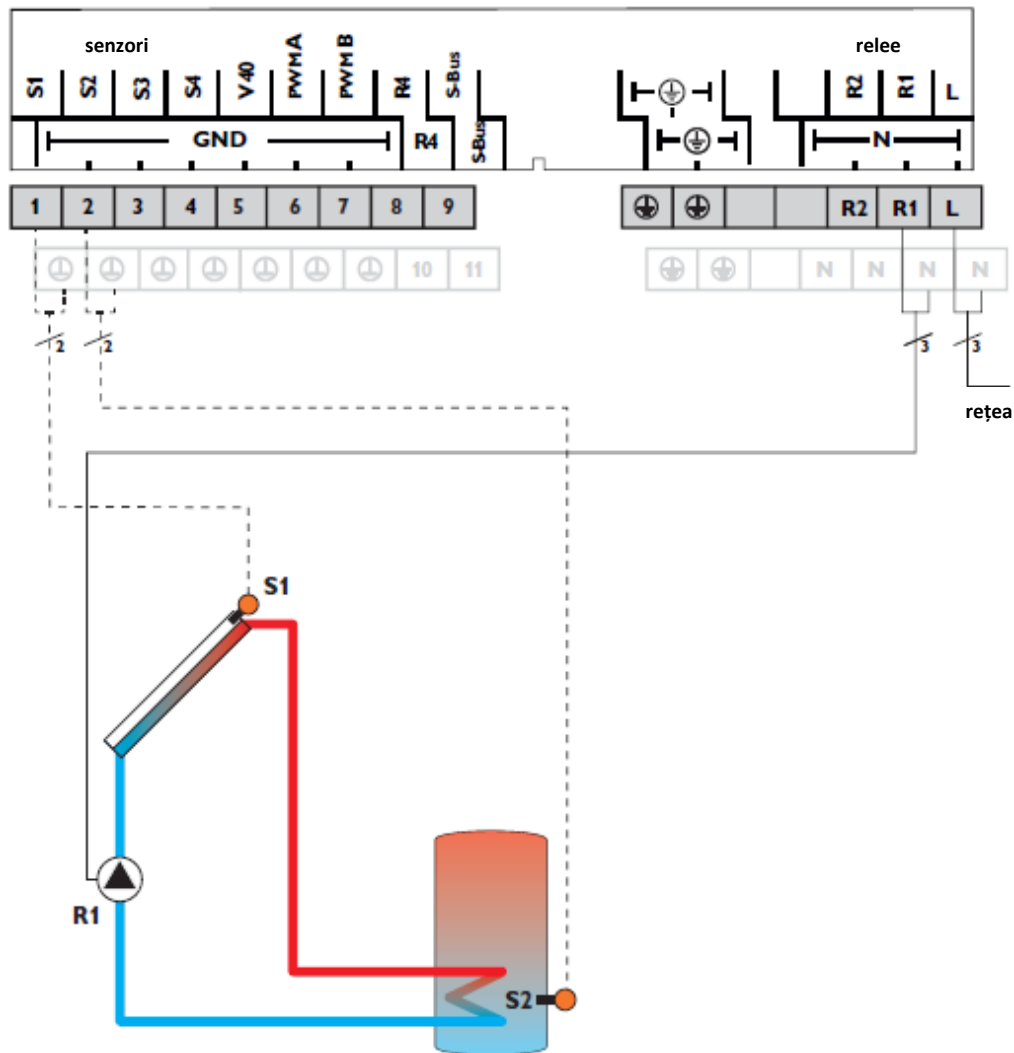 senzori relee
S1 S2 S3 S4 V40 PWM A PWM B R4 S-Bus R2 R1 L
GND R4 S-Bus N
1 2 3 4 5 6 7 8 9 R2 R1 L
10 11 N N N N
2 2 3 3
rețea
S1
R1
S2